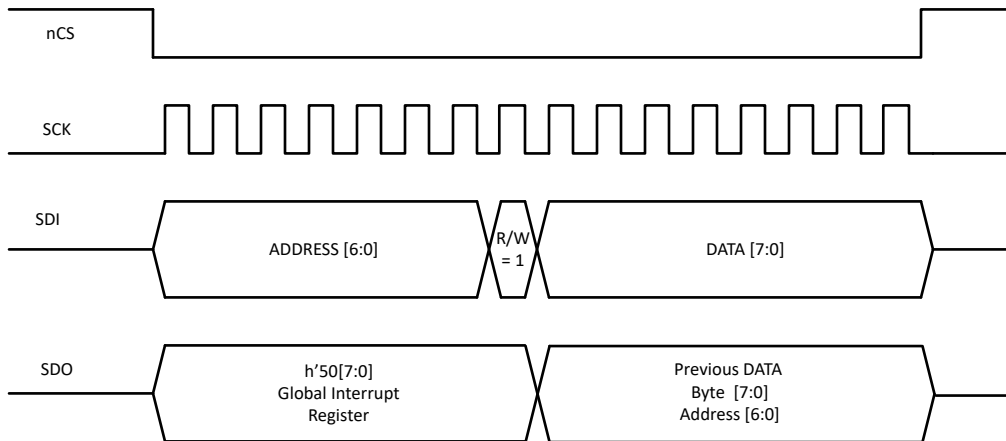 nCS
SCK
SDI
ADDRESS [6:0]
R/W
= 1
DATA [7:0]
SDO
h’50[7:0]
Global Interrupt
Register
Previous DATA
Byte  [7:0]
Address [6:0]